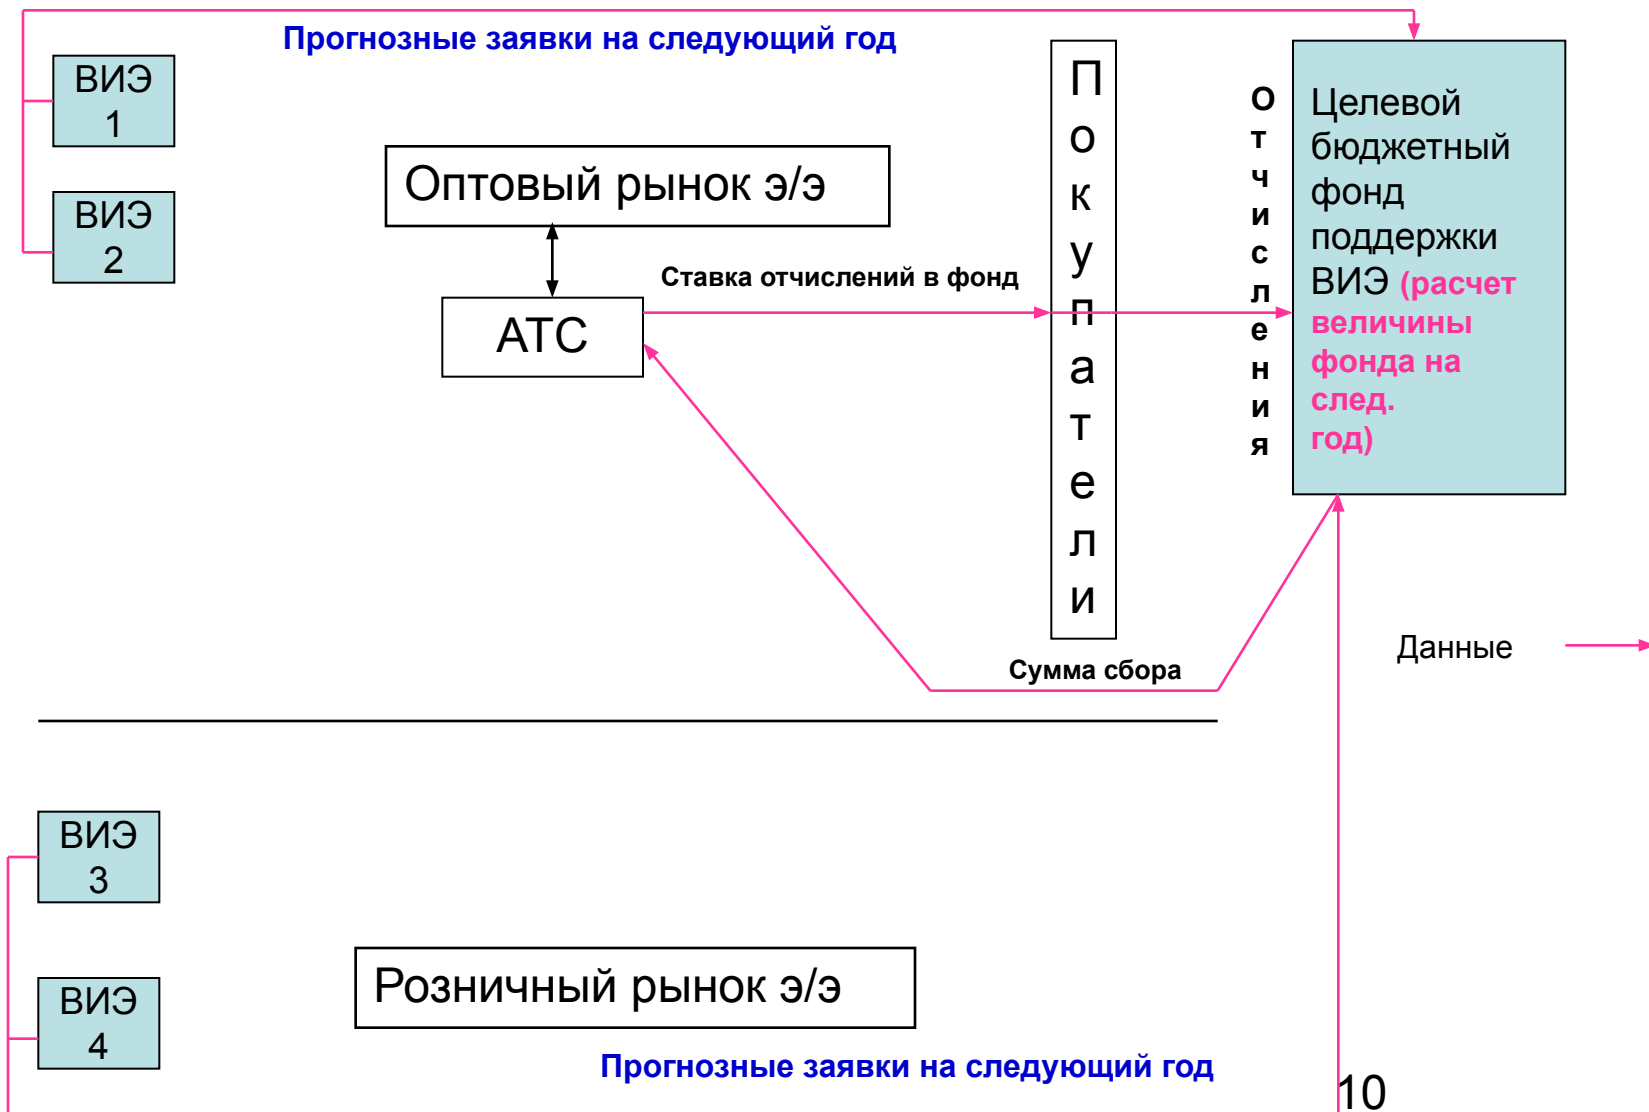 Прогнозные заявки на следующий год
ВИЭ
1
ВИЭ
2
Оптовый рынок э/э
АТС
Ставка отчислений в фонд
Покупатели
Отчисления
Целевой
бюджетный
фонд
поддержки
ВИЭ (расчет
величины
фонда на
след.
год)
Сумма сбора
Данные
ВИЭ
3
ВИЭ
4
Розничный рынок э/э
Прогнозные заявки на следующий год
10